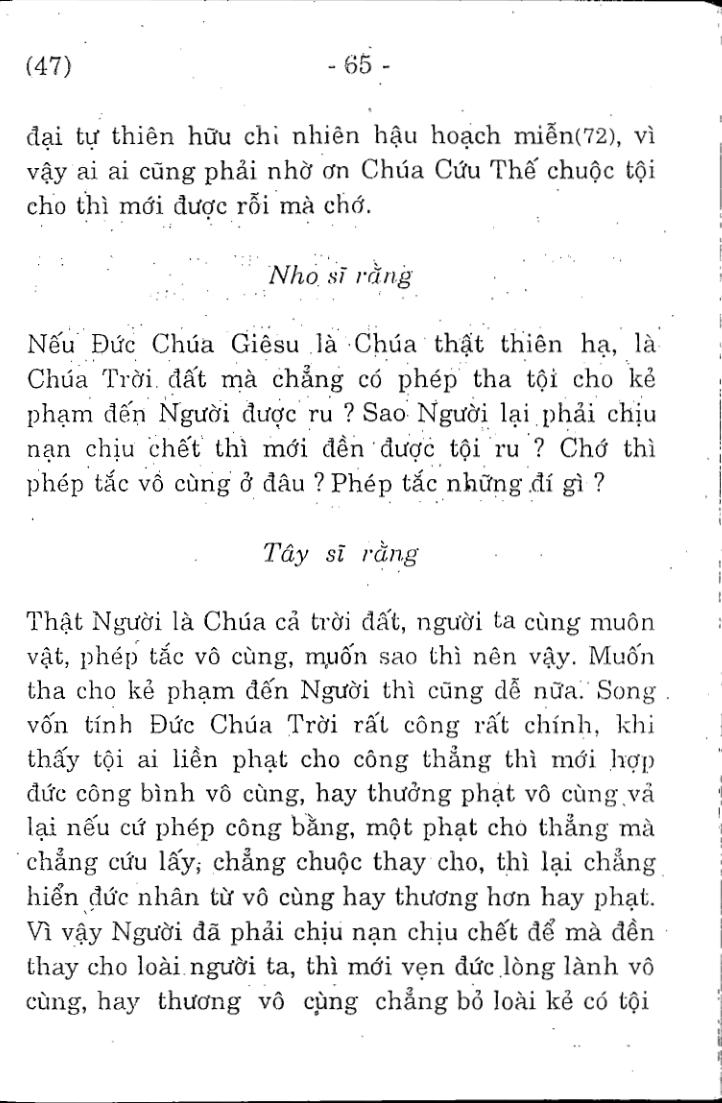 (47) - 65 -
đại tự thiên hữu chi nhiên hậu hoạch miễn(72), vì
vậy ai ai cũng phải nhờ ơn Chúa Cứu Thế chuộc tội
cho thì mới được rỗi mà chớ.
Nho sĩ rằng
Nếu Đức Chúa Giêsu là Chúa thật thiên hạ, là
Chúa Trời đất mà chẳng có phép tha tội cho kẻ
phạm đến Người được ru ? Sao Người lại phải chịu
nạn chịu chết thì mới đền được tội ru ? Chớ thì
phép tắc vô cùng ở đâu ? Phép tắc những đí gì ?
Tây sĩ rằng
Thật Người là Chúa cả trời đất, người ta cùng muôn
vật, phép tắc vô cùng, muốn sao thì nên vậy. Muốn
tha cho kẻ phạm đến Người thì cũng dễ nữa. Song
vốn tính Đức Chúa Trời rất công rất chính, khi
thấy tội ai liền phạt cho công thẳng thì mới hợp
đức công bình vô cùng, hay thưởng phạt vô cùng vả
lại nếu cứ phép công bằng, một phạt cho thẳng mà
chẳng cứu lấy, chẳng chuộc thay cho, thì lại chẳng
hiển đức nhân từ vô cùng hay thương hơn hay phạt.
Vì vậy Người đã phải chịu nạn chịu chết để mà đền
thay cho loài người ta, thì mới vẹn đức lòng lành vô
cùng, hay thương vô cùng chẳng bỏ loài kẻ có tội